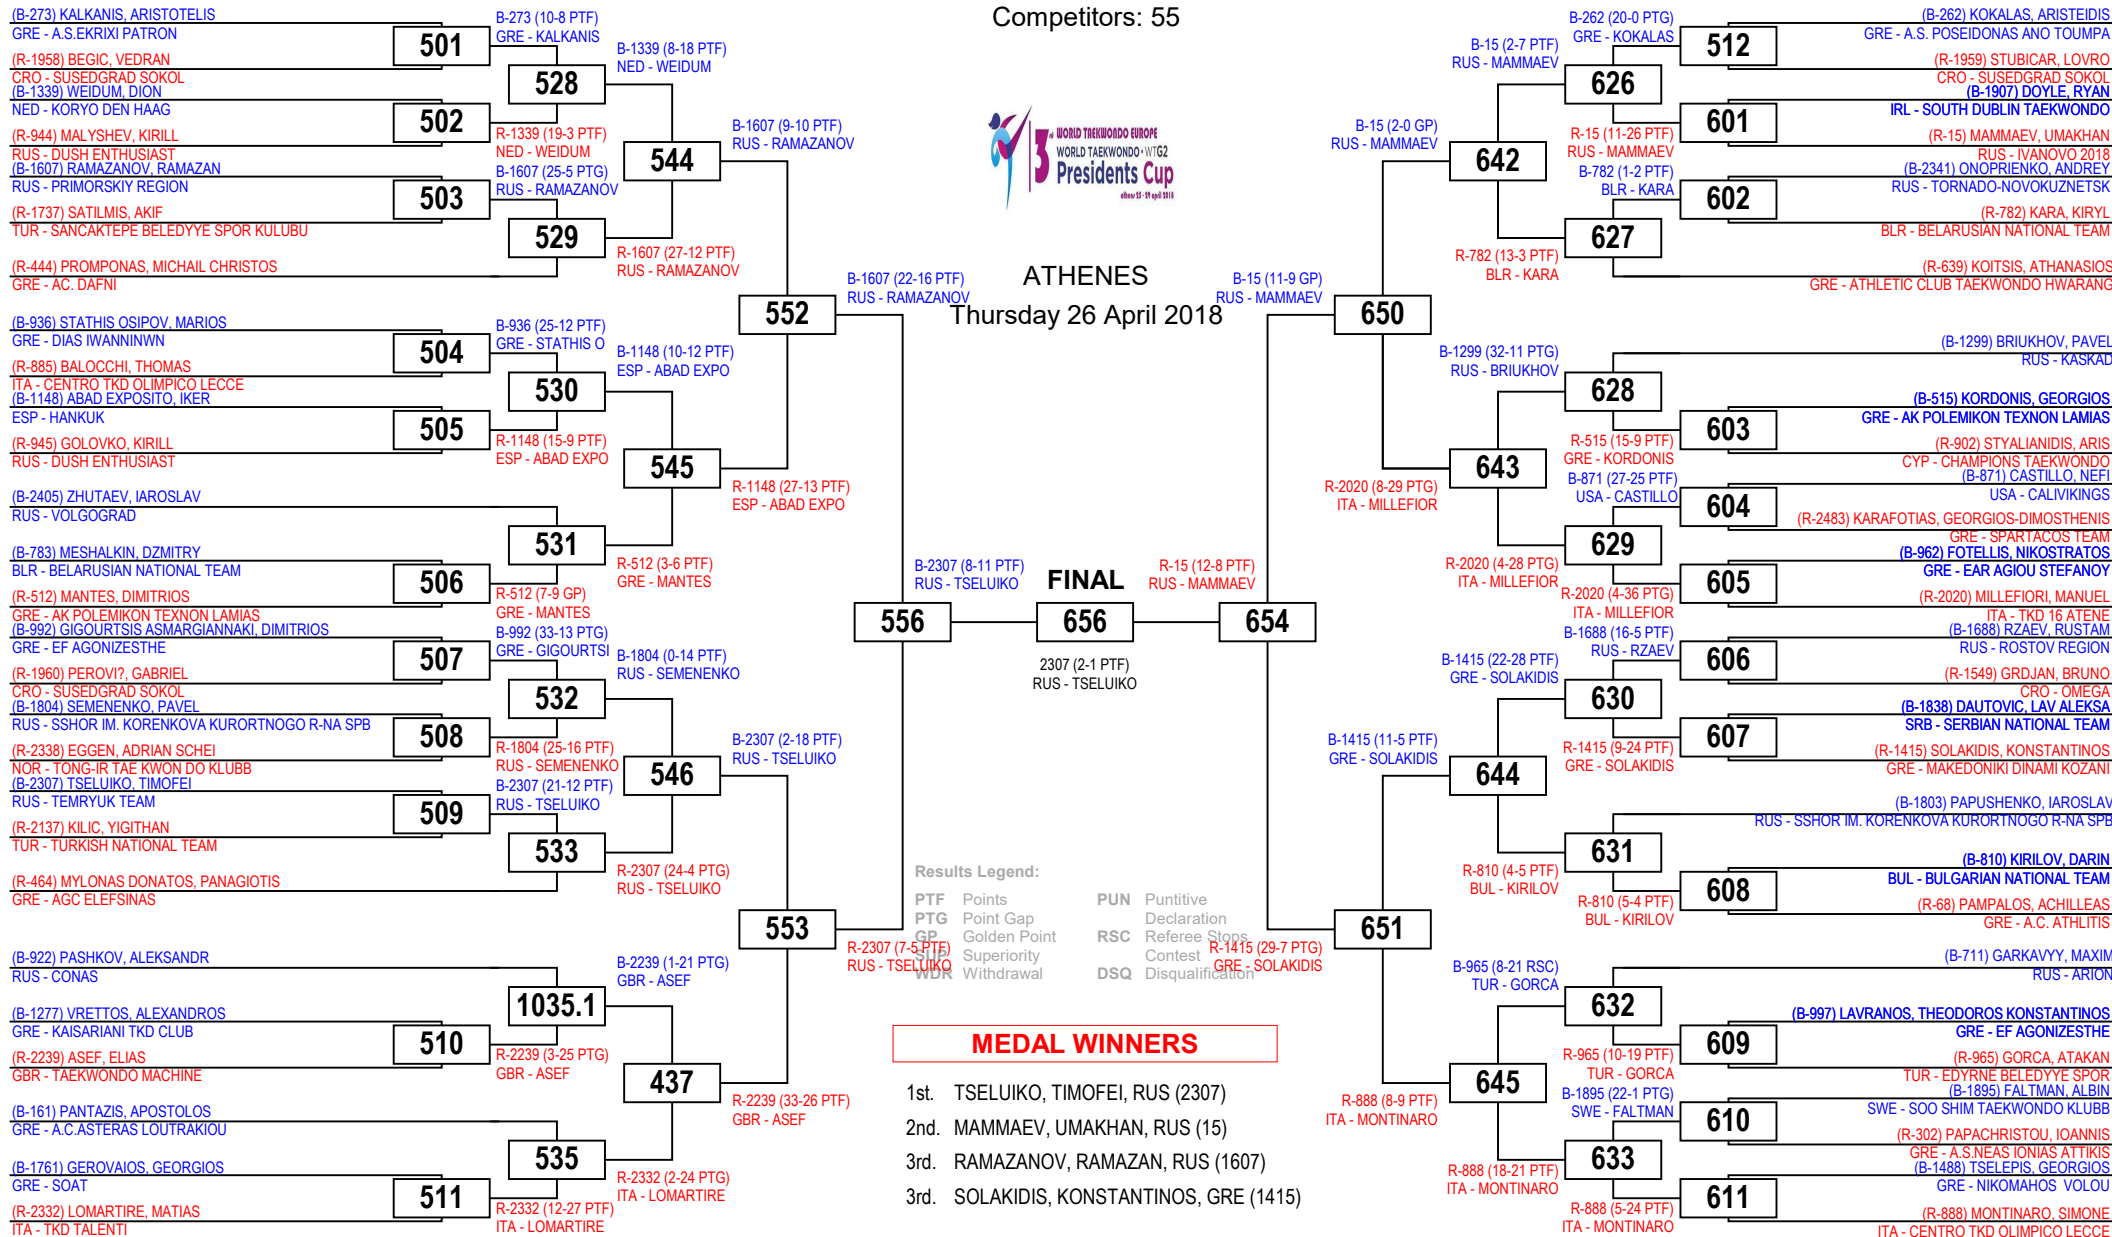 Competitors: 55
3rd WORLD TAEKWONDO EUROPE
WORLD TAEKWONDO • WTG2
Presidents Cup
athens 25 - 29 april 2018
ATHENES
Thursday 26 April 2018
(B-273) KALKANIS, ARISTOTELIS
GRE - A.S.EKRIXI PATRON
501
(R-1958) BEGIC, VEDRAN
CRO - SUSEDGRAD SOKOL
(B-1339) WEIDUM, DION
NED - KORYO DEN HAAG
502
(R-944) MALYSHEV, KIRILL
RUS - DUSH ENTHUSIAST
(B-1607) RAMAZANOV, RAMAZAN
RUS - PRIMORSKIY REGION
503
(R-1737) SATILMIS, AKIF
TUR - SANCAKTEPE BELEDYYE SPOR KULUBU
(R-444) PROMPONAS, MICHAIL CHRISTOS
GRE - AC. DAFNI
(B-936) STATHIS OSIPOV, MARIOS
GRE - DIAS IWANNINWN
504
(R-885) BALOCCHI, THOMAS
ITA - CENTRO TKD OLIMPICO LECCE
(B-1148) ABAD EXPOSITO, IKER
ESP - HANKUK
505
(R-945) GOLOVKO, KIRILL
RUS - DUSH ENTHUSIAST
(B-2405) ZHUTAEV, IAROSLAV
RUS - VOLGOGRAD
(B-783) MESHALKIN, DZMITRY
BLR - BELARUSIAN NATIONAL TEAM
506
(R-512) MANTES, DIMITRIOS
GRE - AK POLEMIKON TEXNON LAMIAS
(B-992) GIGOURTSIS ASMARGIANNAKI, DIMITRIOS
GRE - EF AGONIZESTHE
507
(R-1960) PEROVI?, GABRIEL
CRO - SUSEDGRAD SOKOL
(B-1804) SEMENENKO, PAVEL
RUS - SSHOR IM. KORENKOVA KURORTNOGO R-NA SPB
508
(R-2338) EGGEN, ADRIAN SCHEI
NOR - TONG-IR TAE KWON DO KLUBB
(B-2307) TSELUIKO, TIMOFEI
RUS - TEMRYUK TEAM
509
(R-2137) KILIC, YIGITHAN
TUR - TURKISH NATIONAL TEAM
(R-464) MYLONAS DONATOS, PANAGIOTIS
GRE - AGC ELEFSINAS
(B-922) PASHKOV, ALEKSANDR
RUS - CONAS
(B-1277) VRETTOS, ALEXANDROS
GRE - KAISARIANI TKD CLUB
510
(R-2239) ASEF, ELIAS
GBR - TAEKWONDO MACHINE
(B-161) PANTAZIS, APOSTOLOS
GRE - A.C.ASTERAS LOUTRAKIOU
(B-1761) GEROVAIOS, GEORGIOS
GRE - SOAT
511
(R-2332) LOMARTIRE, MATIAS
ITA - TKD TALENTI
B-273 (10-8 PTF)
GRE - KALKANIS
528
R-1339 (19-3 PTF)
NED - WEIDUM
B-1607 (25-5 PTG)
RUS - RAMAZANOV
529
B-936 (25-12 PTF)
GRE - STATHIS O
530
R-1148 (15-9 PTF)
ESP - ABAD EXPO
531
R-512 (7-9 GP)
GRE - MANTES
B-992 (33-13 PTG)
GRE - GIGOURTSI
532
R-1804 (25-16 PTF)
RUS - SEMENENKO
B-2307 (21-12 PTF)
RUS - TSELUIKO
533
1035.1
R-2239 (3-25 PTG)
GBR - ASEF
535
R-2332 (12-27 PTF)
ITA - LOMARTIRE
B-1339 (8-18 PTF)
NED - WEIDUM
544
R-1607 (27-12 PTF)
RUS - RAMAZANOV
B-1148 (10-12 PTF)
ESP - ABAD EXPO
545
R-512 (3-6 PTF)
GRE - MANTES
B-1804 (0-14 PTF)
RUS - SEMENENKO
546
R-2307 (24-4 PTG)
RUS - TSELUIKO
B-2239 (1-21 PTG)
GBR - ASEF
437
R-2332 (2-24 PTG)
ITA - LOMARTIRE
B-1607 (9-10 PTF)
RUS - RAMAZANOV
552
R-1148 (27-13 PTF)
ESP - ABAD EXPO
B-2307 (2-18 PTF)
RUS - TSELUIKO
553
R-2239 (33-26 PTF)
GBR - ASEF
B-1607 (22-16 PTF)
RUS - RAMAZANOV
556
R-2307 (7-5 PTF)
RUS - TSELUIKO
B-2307 (8-11 PTF)
RUS - TSELUIKO
FINAL
656
2307 (2-1 PTF)
RUS - TSELUIKO
R-15 (12-8 PTF)
RUS - MAMMAEV
B-15 (11-9 GP)
RUS - MAMMAEV
654
R-1415 (29-7 PTG)
GRE - SOLAKIDIS
B-15 (2-0 GP)
RUS - MAMMAEV
650
R-2020 (8-29 PTG)
ITA - MILLEFIOR
B-1415 (11-5 PTF)
GRE - SOLAKIDIS
651
R-888 (8-9 PTF)
ITA - MONTINARO
B-15 (2-7 PTF)
RUS - MAMMAEV
642
R-782 (13-3 PTF)
BLR - KARA
B-1299 (32-11 PTG)
RUS - BRIUKHOV
643
R-2020 (4-28 PTG)
ITA - MILLEFIOR
B-1415 (22-28 PTF)
GRE - SOLAKIDIS
644
R-810 (4-5 PTF)
BUL - KIRILOV
B-965 (8-21 RSC)
TUR - GORCA
645
R-888 (18-21 PTF)
ITA - MONTINARO
B-262 (20-0 PTG)
GRE - KOKALAS
626
R-15 (11-26 PTF)
RUS - MAMMAEV
B-782 (1-2 PTF)
BLR - KARA
627
628
R-515 (15-9 PTF)
GRE - KORDONIS
B-871 (27-25 PTF)
USA - CASTILLO
629
R-2020 (4-36 PTG)
ITA - MILLEFIOR
B-1688 (16-5 PTF)
RUS - RZAEV
630
R-1415 (9-24 PTF)
GRE - SOLAKIDIS
631
R-810 (5-4 PTF)
BUL - KIRILOV
632
R-965 (10-19 PTF)
TUR - GORCA
B-1895 (22-1 PTG)
SWE - FALTMAN
633
R-888 (5-24 PTF)
ITA - MONTINARO
(B-262) KOKALAS, ARISTEIDIS
GRE - A.S. POSEIDONAS ANO TOUMPA
512
(R-1959) STUBICAR, LOVRO
CRO - SUSEDGRAD SOKOL
(B-1907) DOYLE, RYAN
IRL - SOUTH DUBLIN TAEKWONDO
601
(R-15) MAMMAEV, UMAKHAN
RUS - IVANOVO 2018
(B-2341) ONOPRIENKO, ANDREY
RUS - TORNADO-NOVOKUZNETSK
602
(R-782) KARA, KIRYL
BLR - BELARUSIAN NATIONAL TEAM
(R-639) KOITSIS, ATHANASIOS
GRE - ATHLETIC CLUB TAEKWONDO HWARANG
(B-1299) BRIUKHOV, PAVEL
RUS - KASKAD
(B-515) KORDONIS, GEORGIOS
GRE - AK POLEMIKON TEXNON LAMIAS
603
(R-902) STYALIANIDIS, ARIS
CYP - CHAMPIONS TAEKWONDO
(B-871) CASTILLO, NEFI
USA - CALIVIKINGS
604
(R-2483) KARAFOTIAS, GEORGIOS-DIMOSTHENIS
GRE - SPARTACOS TEAM
(B-962) FOTELLIS, NIKOSTRATOS
GRE - EAR AGIOU STEFANOY
605
(R-2020) MILLEFIORI, MANUEL
ITA - TKD 16 ATENE
(B-1688) RZAEV, RUSTAM
RUS - ROSTOV REGION
606
(R-1549) GRDJAN, BRUNO
CRO - OMEGA
(B-1838) DAUTOVIC, LAV ALEKSA
SRB - SERBIAN NATIONAL TEAM
607
(R-1415) SOLAKIDIS, KONSTANTINOS
GRE - MAKEDONIKI DINAMI KOZANI
(B-1803) PAPUSHENKO, IAROSLAV
RUS - SSHOR IM. KORENKOVA KURORTNOGO R-NA SPB
(B-810) KIRILOV, DARIN
BUL - BULGARIAN NATIONAL TEAM
608
(R-68) PAMPALOS, ACHILLEAS
GRE - A.C. ATHLITIS
(B-711) GARKAVYY, MAXIM
RUS - ARION
(B-997) LAVRANOS, THEODOROS KONSTANTINOS
GRE - EF AGONIZESTHE
609
(R-965) GORCA, ATAKAN
TUR - EDYRNE BELEDYYE SPOR
(B-1895) FALTMAN, ALBIN
SWE - SOO SHIM TAEKWONDO KLUBB
610
(R-302) PAPACHRISTOU, IOANNIS
GRE - A.S.NEAS IONIAS ATTIKIS
(B-1488) TSELEPIS, GEORGIOS
GRE - NIKOMAHOS VOLOU
611
(R-888) MONTINARO, SIMONE
ITA - CENTRO TKD OLIMPICO LECCE
Results Legend:
PTF Points
PTG Point Gap
GP Golden Point
SUP Superiority
WDR Withdrawal
PUN Puntitive
Declaration
RSC Referee Stops
Contest
DSQ Disqualification
MEDAL WINNERS
1st. TSELUIKO, TIMOFEI, RUS (2307)
2nd. MAMMAEV, UMAKHAN, RUS (15)
3rd. RAMAZANOV, RAMAZAN, RUS (1607)
3rd. SOLAKIDIS, KONSTANTINOS, GRE (1415)